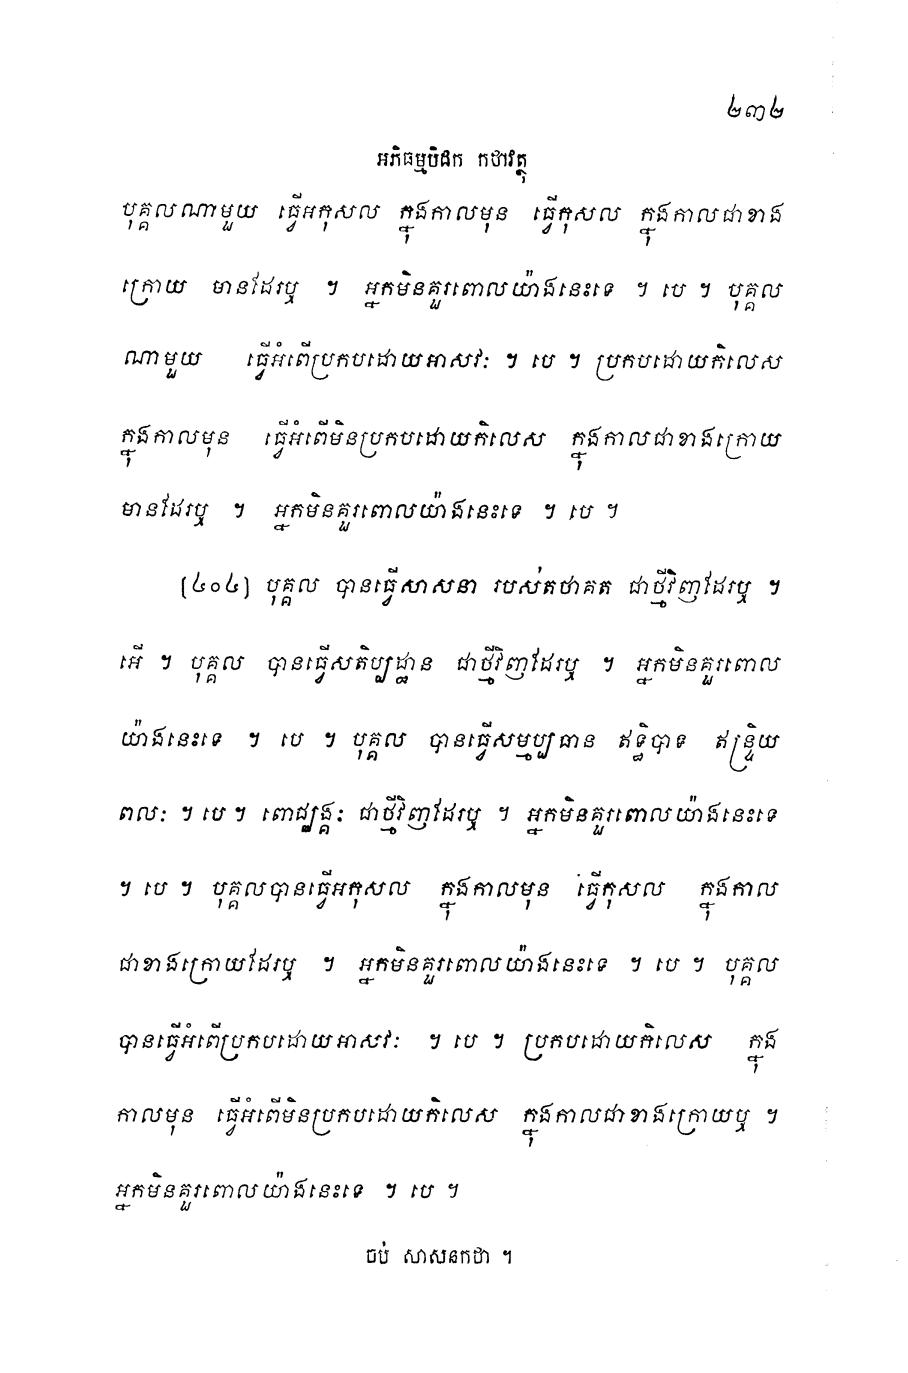 ២៣២
អភិធម្មបិដក កថាវត្ថុ
បុគ្គលណាមួយ ធ្វើអកុសល ក្នុងកាលមុន ធ្វើកុសល ក្នុងកាលជាខាង
ក្រោយ មានដែរឬ ។ អ្នកមិនគួរពោលយ៉ាងនេះទេ ។ បេ ។ បុគ្គល
ណាមួយ ធ្វើអំពើប្រកបដោយអាសវៈ ។ បេ ។ ប្រកបដោយកិលេស
ក្នុងកាលមុន ធ្វើអំពើមិនប្រកបដោយកិលេស ក្នុងកាលជាខាងក្រោយ
មានដែរឬ ។ អ្នកមិនគួរពោលយ៉ាងនេះទេ ។ បេ ។
(៤០៤) បុគ្គល បានធ្វើសាសនា របស់តថាគត ជាថ្មីវិញដែរឬ ។
អើ ។ បុគ្គល បានធ្វើសតិប្បដ្ឋាន ជាថ្មីវិញដែរឬ ។ អ្នកមិនគួរពោល
យ៉ាងនេះទេ ។ បេ ។ បុគ្គល បានធ្វើសម្មប្បធាន ឥទ្ធិបាទ ឥន្ទ្រិយ
ពលៈ ។ បេ ។ ពោជ្ឈង្គៈ ជាថ្មីវិញដែរឬ ។ អ្នកមិនគួរពោលយ៉ាងនេះទេ
។ បេ ។ បុគ្គលបានធ្វើអកុសល ក្នុងកាលមុន ធ្វើកុសល ក្នុងកាល
ជាខាងក្រោយដែរឬ ។ អ្នកមិនគួរពោលយ៉ាងនេះទេ ។ បេ ។ បុគ្គល
បានធ្វើអំពើប្រកបដោយអាសវៈ ។ បេ ។ ប្រកបដោយកិលេស ក្នុង
កាលមុន ធ្វើអំពើមិនប្រកបដោយកិលេស ក្នុងកាលជាខាងក្រោយឬ ។
អ្នកមិនគួរពោលយ៉ាងនេះទេ ។ បេ ។
ចប់ សាសនកថា ។